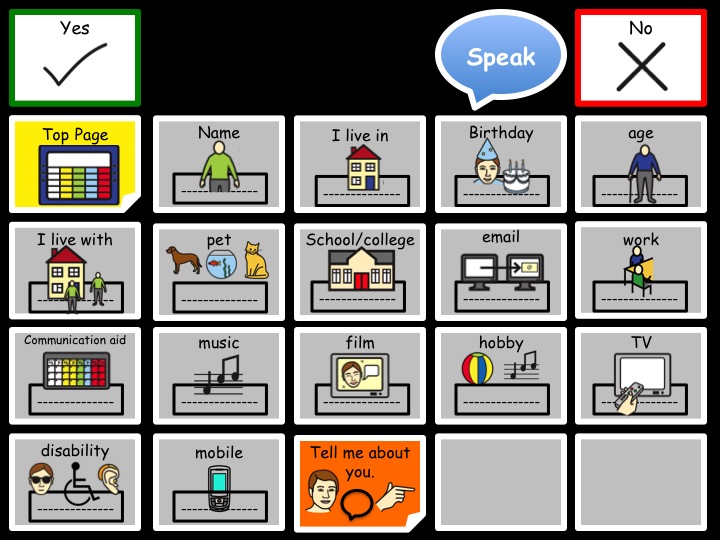 Yes
Speak
No
Top Page
Name
I live in
Birthday
age
I live with
pet
School/college
email
work
Communication aid
music
film
hobby
TV
disability
mobile
Tell me about
you.